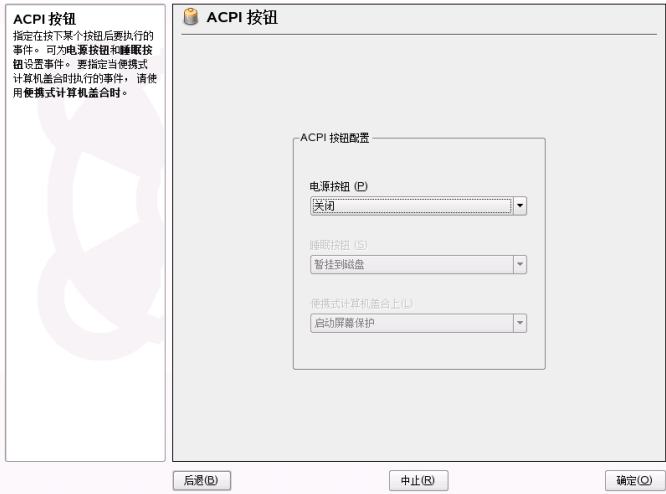 ACPI 按钮
指定在按下某个按钮后要执行的
事件。 可为电源按钮和睡眠按
钮设置事件。 要指定当便携式
计算机盖合时执行的事件， 请使
用便携式计算机盖合时。
ACPI 按钮
ACPI 按钮配置
电源按钮 (P)
关闭
睡眠按钮 (S)
暂挂到磁盘
便携式计算机盖合上(L)
启动屏幕保护
后退(B)
中止(R)
确定(O)